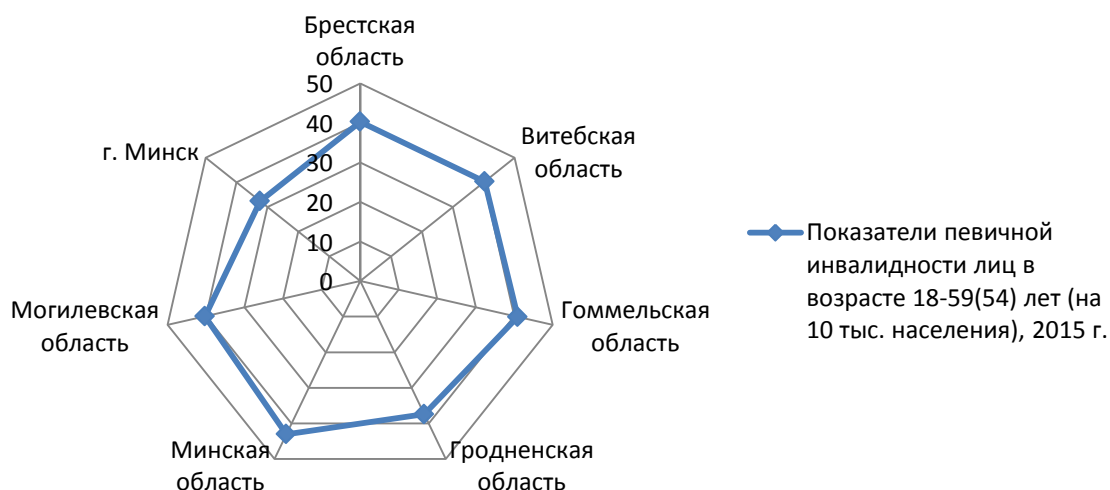 Брестская
область
50
40
30
20
10
0
Витебская
область
Гоммельская
область
Гродненская
область
Минская
область
Могилевская
область
г. Минск
Показатели певичной
инвалидности лиц в
возрасте 18-59(54) лет (на
10 тыс. населения), 2015 г.